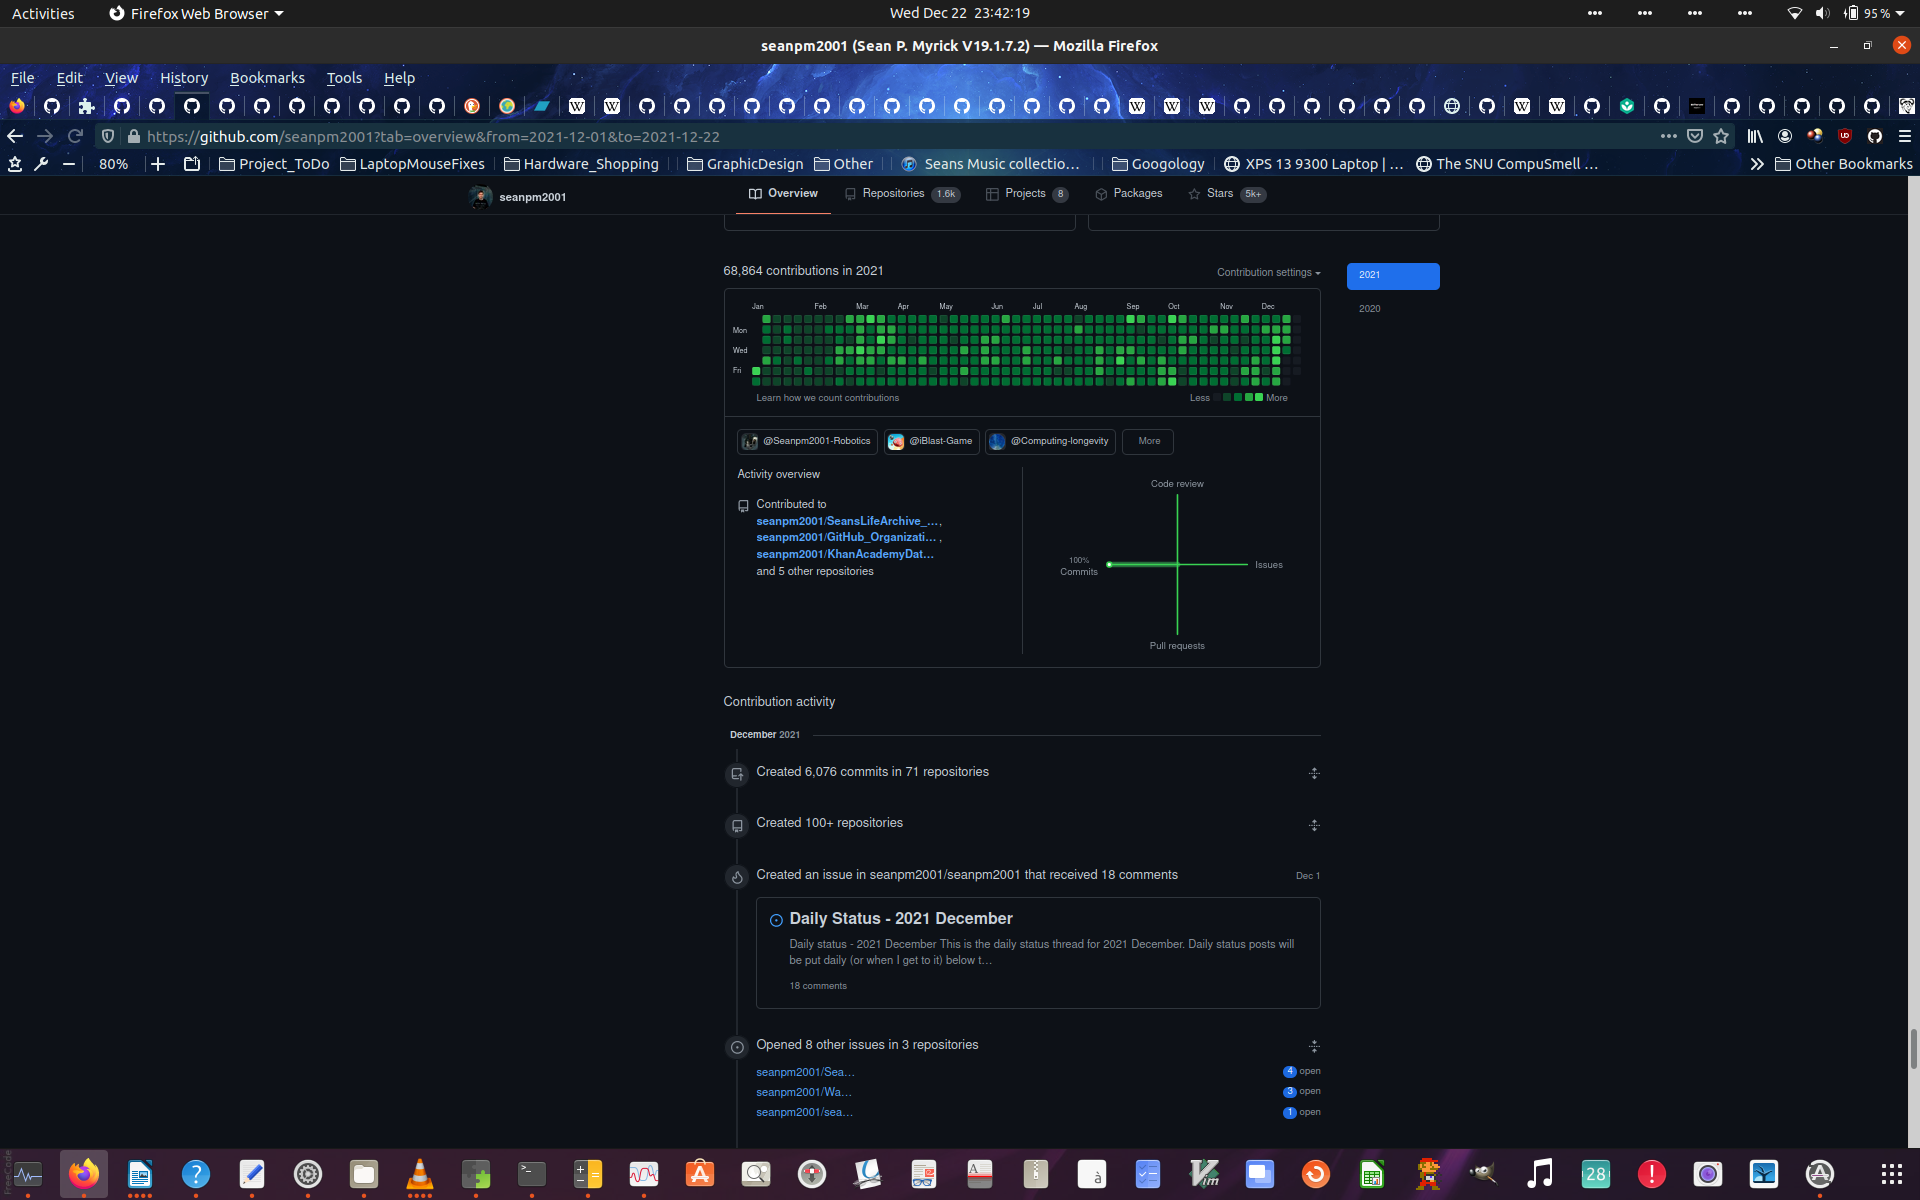 Activities
Firefox Web Browser
Wed Dec 22 23:42:19
95 %
seanpm2001 (Sean P. Myrick V19.1.7.2) — Mozilla Firefox
File Edit View History Bookmarks Tools Help
https://github.com/seanpm2001?tab=overview&from=2021-12-01&to=2021-12-22
80% Project_ToDo LaptopMouseFixes Hardware_Shopping GraphicDesign Other Seans Music collectio… Googology XPS 13 9300 Laptop | … The SNU CompuSmell … Other Bookmarks
seanpm2001 Overview Repositories 1.6k Projects 8 Packages Stars 5k+
68,864 contributions in 2021
Contribution settings
2021
2020
Jan Feb Mar Apr May Jun Jul Aug Sep Oct Nov Dec
Mon
Wed
Fri
Learn how we count contributions
Less More
@Seanpm2001-Robotics @iBlast-Game @Computing-longevity More
Activity overview
Contributed to
seanpm2001/SeansLifeArchive_…,
seanpm2001/GitHub_Organizati… ,
seanpm2001/KhanAcademyDat…
and 5 other repositories
Code review
100%
Commits
Issues
Pull requests
Contribution activity
December 2021
Created 6,076 commits in 71 repositories
Created 100+ repositories
Created an issue in seanpm2001/seanpm2001 that received 18 comments
Dec 1
Daily Status - 2021 December
Daily status - 2021 December This is the daily status thread for 2021 December. Daily status posts will
be put daily (or when I get to it) below t…
18 comments
Opened 8 other issues in 3 repositories
seanpm2001/Sea… 4 open
seanpm2001/Wa… 3 open
seanpm2001/sea… 1 open
FreeCode
28